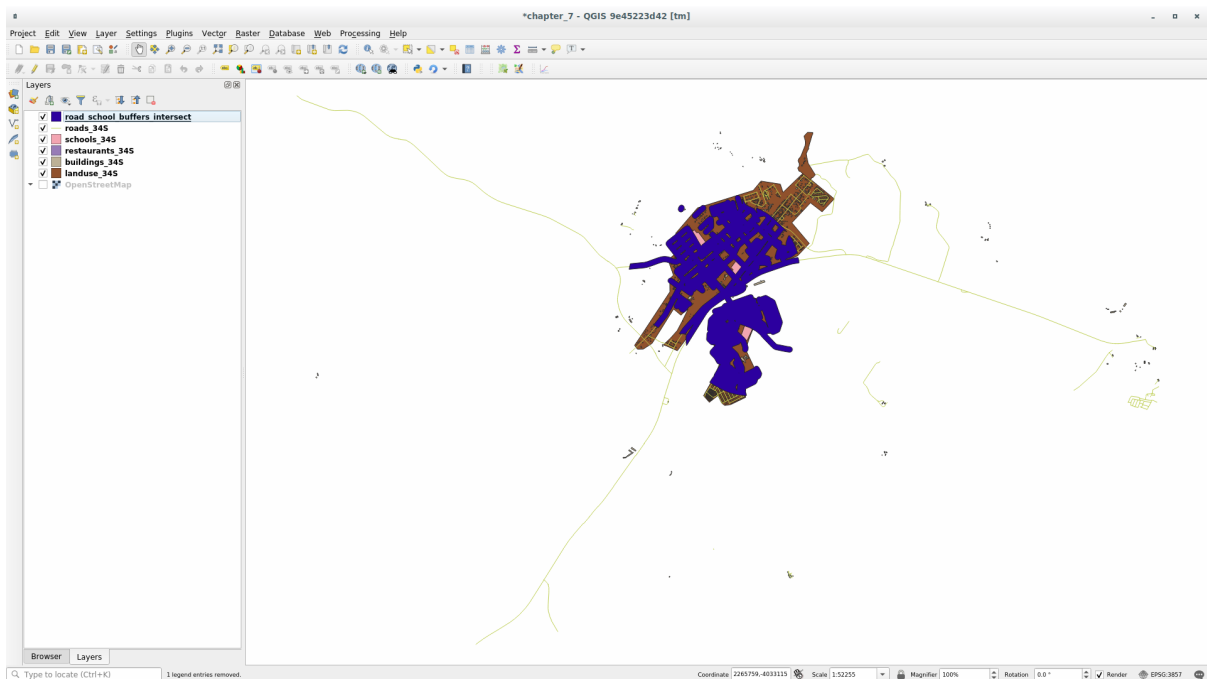 *chapter_7 - QGIS 9e45223d42 [tm]
Project Edit View Layer Settings Plugins Vector Raster Database Web Processing Help
Layers
road_school_buffers_intersect
roads_34S
schools_34S
restaurants_34S
buildings_34S
landuse_34S
OpenStreetMap
Browser Layers
Type to locate (Ctrl+K) 1 legend entries removed. Coordinate 2265759,-4033115 Scale 1:52255 Magnifier 100% Rotation 0.0 ° Render EPSG:3857